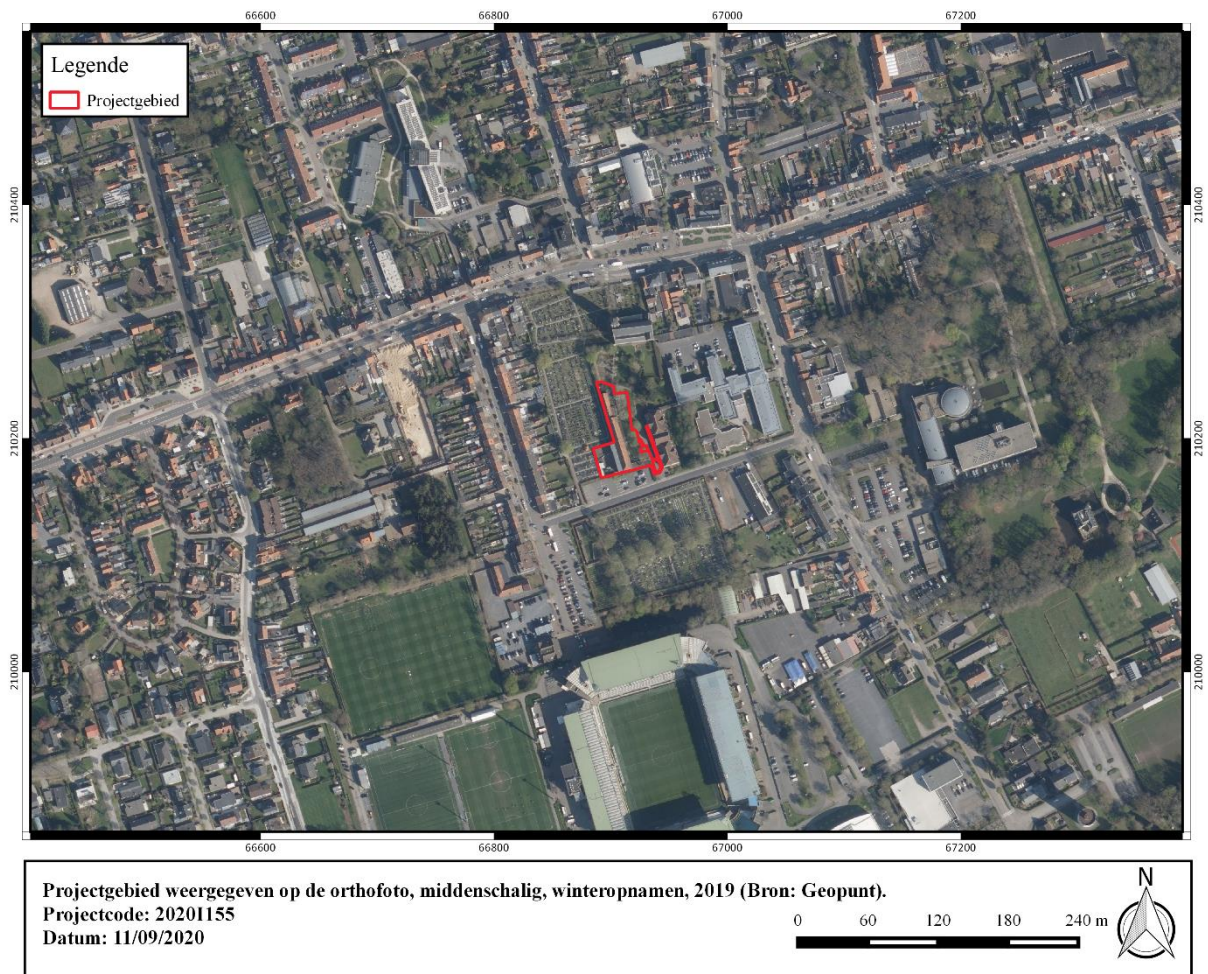 66600 66800 67000 67200
Legende
Projectgebied
210400 210400
210200 210200
210000 210000
66600 66800 67000 67200
Projectgebied weergegeven op de orthofoto, middenschalig, winteropnamen, 2019 (Bron: Geopunt).
Projectcode: 2020I155
Datum: 11/09/2020
N
0 60 120 180 240 m